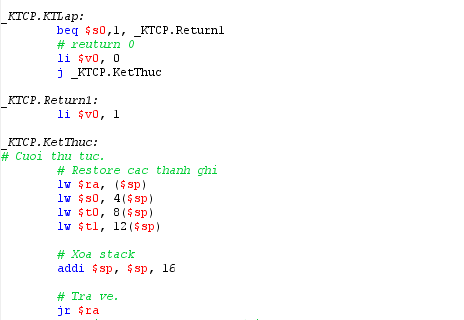 _KTCP.KTLap:
beq $s0,1, _KTCP.Return1
# reuturn 0
li $v0, 0
j _KTCP.KetThuc
_KTCP.Return1:
li $v0, 1
_KTCP.KetThuc:
# Cuoi thu tuc.
# Restore cac thanh ghi
lw $ra, ($sp)
lw $s0, 4($sp)
lw $t0, 8($sp)
lw $t1, 12($sp)
# Xoa stack
addi $sp, $sp, 16
# Tra ve.
jr $ra